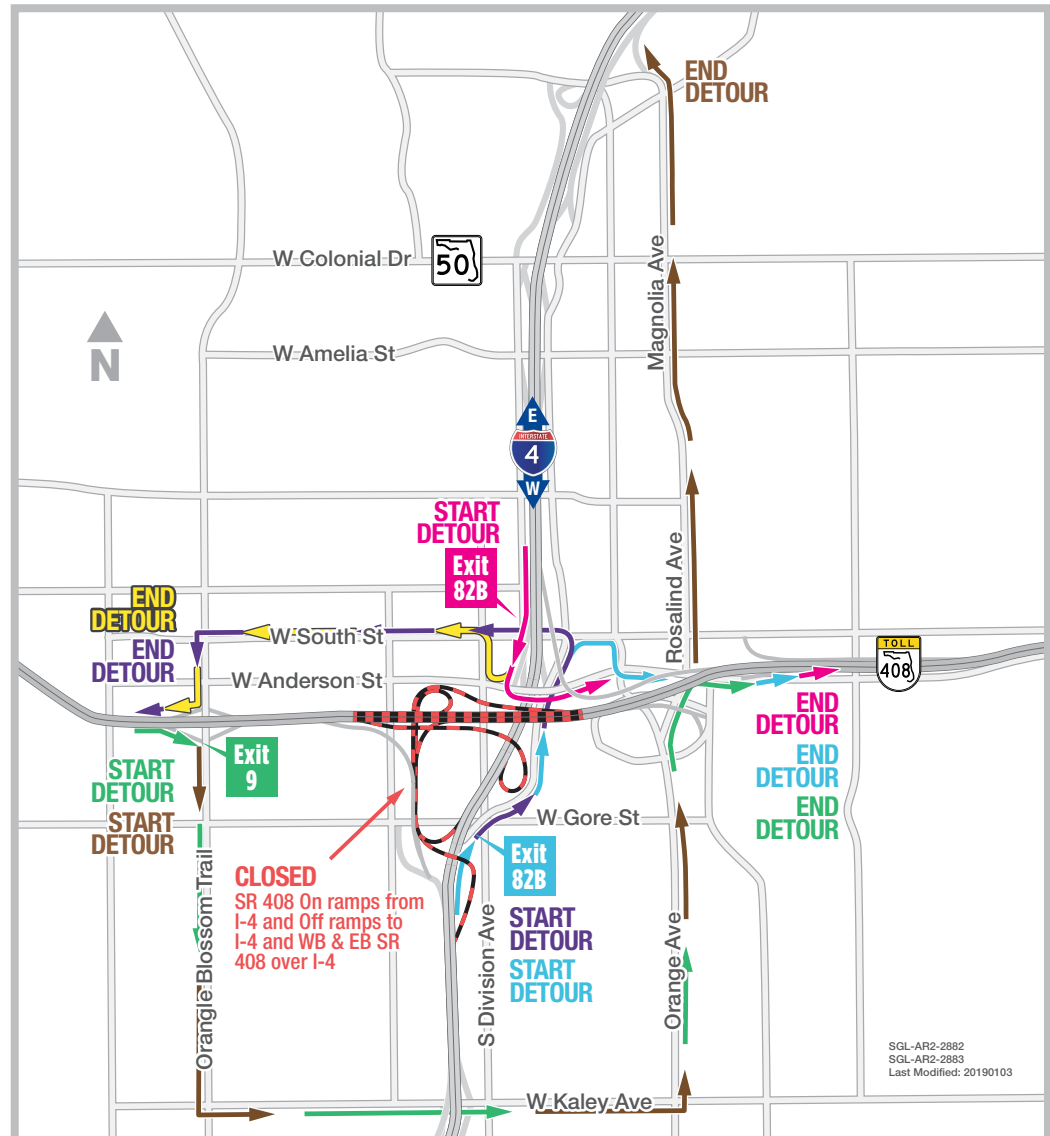 END
DETOUR
W Colonial Dr
50
N
W Amelia St
Magnolia Ave
E
INTERSTATE
4
W
START
DETOUR
Exit
82B
Rosalind Ave
END
DETOUR
W South St
END
DETOUR
W Anderson St
TOLL
408
Exit
9
START
DETOUR
START
DETOUR
END
DETOUR
END
DETOUR
END
DETOUR
W Gore St
Exit
82B
CLOSED
SR 408 On ramps from
I-4 and Off ramps to
I-4 and WB & EB SR
408 over I-4
START
DETOUR
START
DETOUR
Orangle Blossom Trail
S Division Ave
Orange Ave
SGL-AR2-2882
SGL-AR2-2883
Last Modified: 20190103
W Kaley Ave